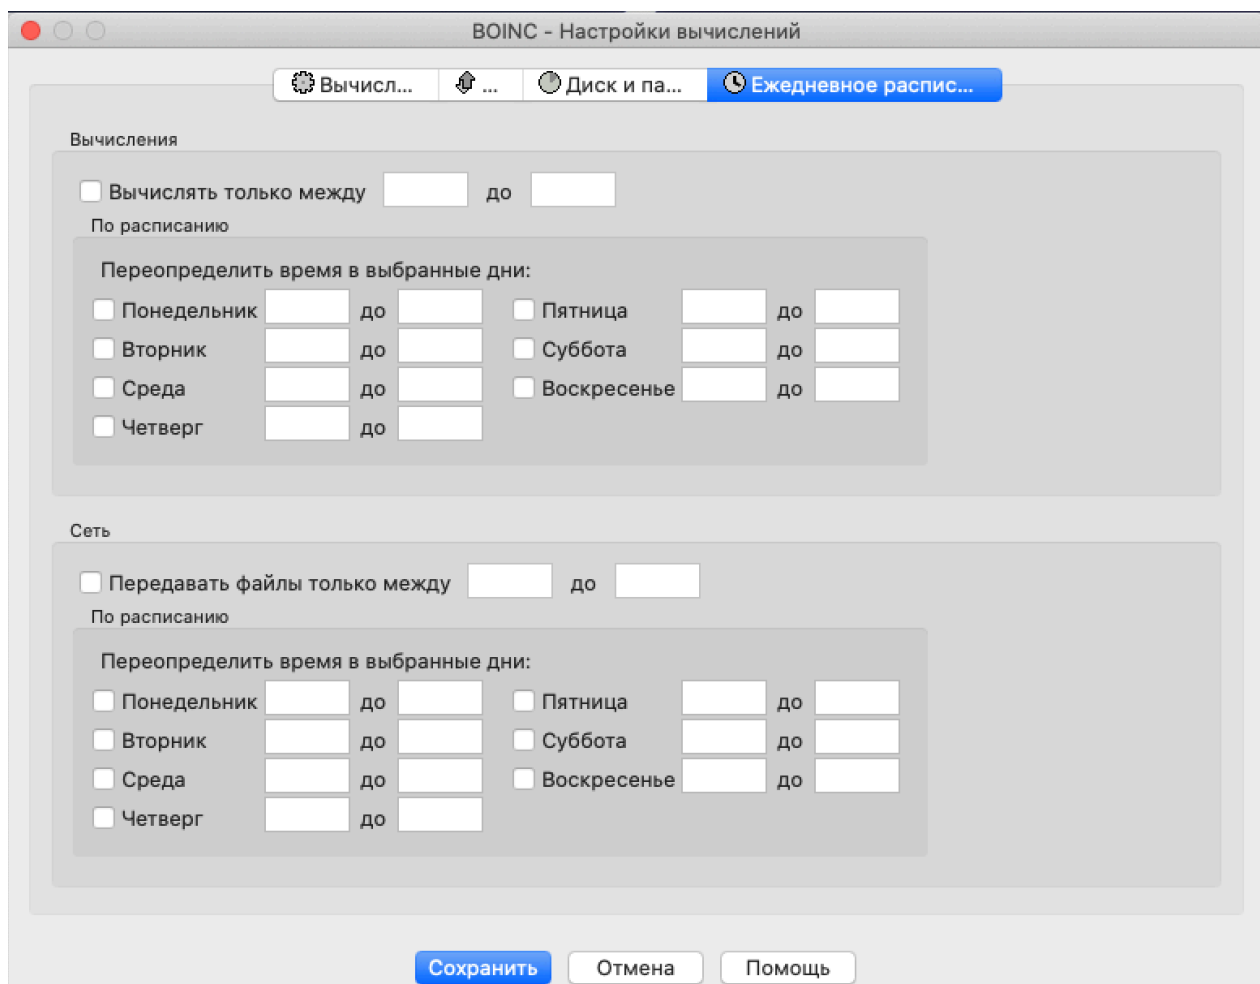 BOINC - Настройки вычислений
Вычисл... ... Диск и па... Ежедневное распис...
Вычисления
Вычислять только между до
По расписанию
Переопределить время в выбранные дни:
Понедельник до Пятница до
Вторник до Суббота до
Среда до Воскресенье до
Четверг до
Сеть
Передавать файлы только между до
По расписанию
Переопределить время в выбранные дни:
Понедельник до Пятница до
Вторник до Суббота до
Среда до Воскресенье до
Четверг до
Сохранить Отмена Помощь